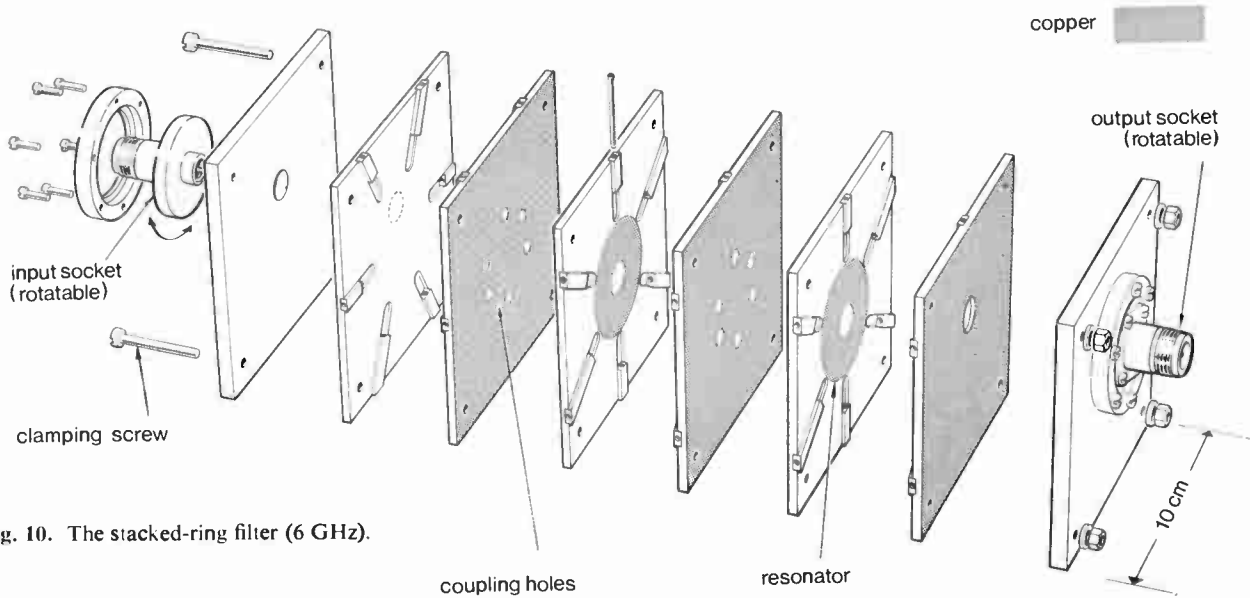 copper
output socket
(rotatable)
input socket
(rotatable)
clamping screw
10 cm
g. 10. The stacked-ring filter (6 GHz).
coupling holes
resonator